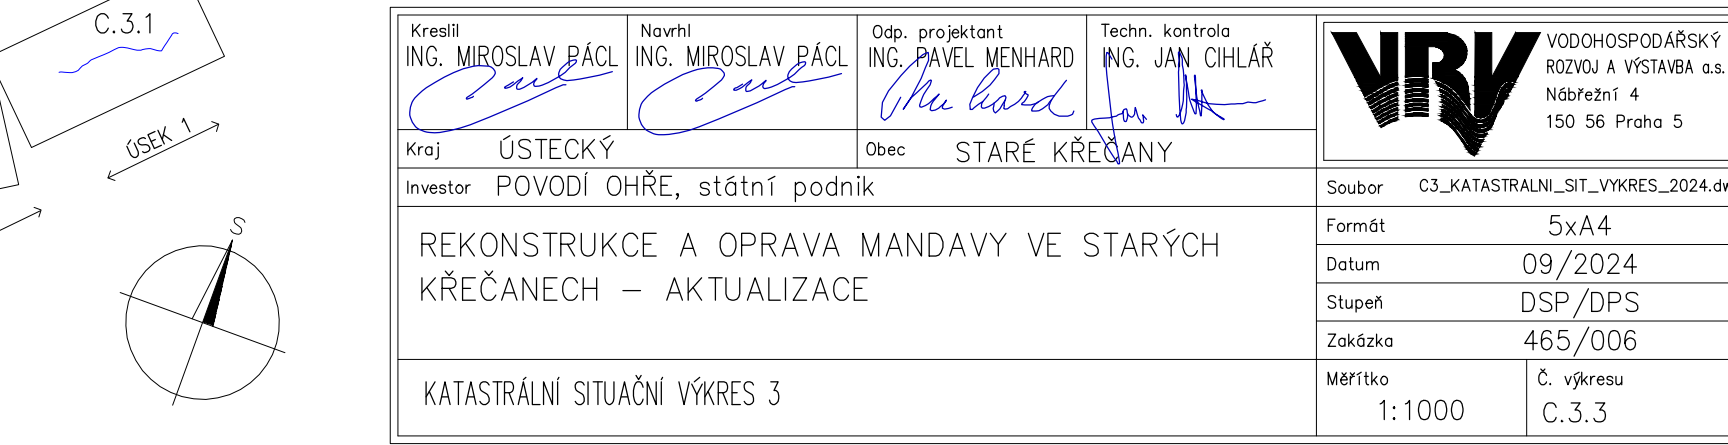 C.3.1
ÚSEK 1
S
Kreslil
ING. MIROSLAV PÁCL
Navrhl
ING. MIROSLAV PÁCL
Odp. projektant
ING. PAVEL MENHARD
Techn. kontrola
ING. JAN CIHLÁŘ
VRV
VODOHOSPODÁŘSKÝ
ROZVOJ A VÝSTAVBA a.s.
Nábřežní 4
150 56 Praha 5
Kraj ÚSTECKÝ
Obec STARÉ KŘEČANY
Investor POVODÍ OHŘE, státní podnik
Soubor C3_KATASTRALNI_SIT_VYKRES_2024.dw
REKONSTRUKCE A OPRAVA MANDAVY VE STARÝCH
KŘEČANECH – AKTUALIZACE
Formát 5xA4
Datum 09/2024
Stupeň DSP/DPS
Zakázka 465/006
KATASTRÁLNÍ SITUAČNÍ VÝKRES 3
Měřítko
1:1000
Č. výkresu
C.3.3